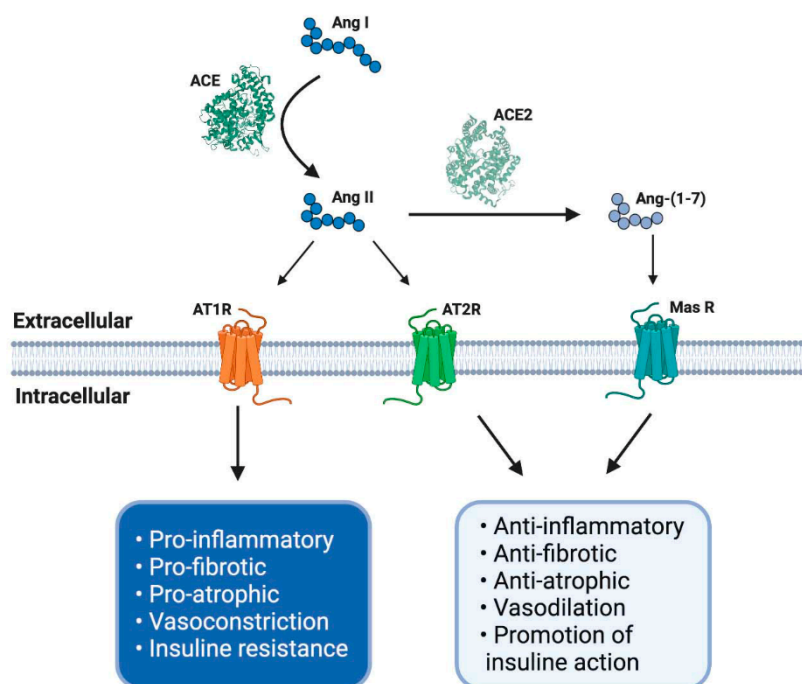 Ang I
ACE
ACE2
Ang II
Ang-(1-7)
AT1R
AT2R
Mas R
Extracellular
Intracellular
• Pro-inflammatory
• Pro-fibrotic
• Pro-atrophic
• Vasoconstriction
• Insuline resistance
• Anti-inflammatory
• Anti-fibrotic
• Anti-atrophic
• Vasodilation
• Promotion of
insuline action